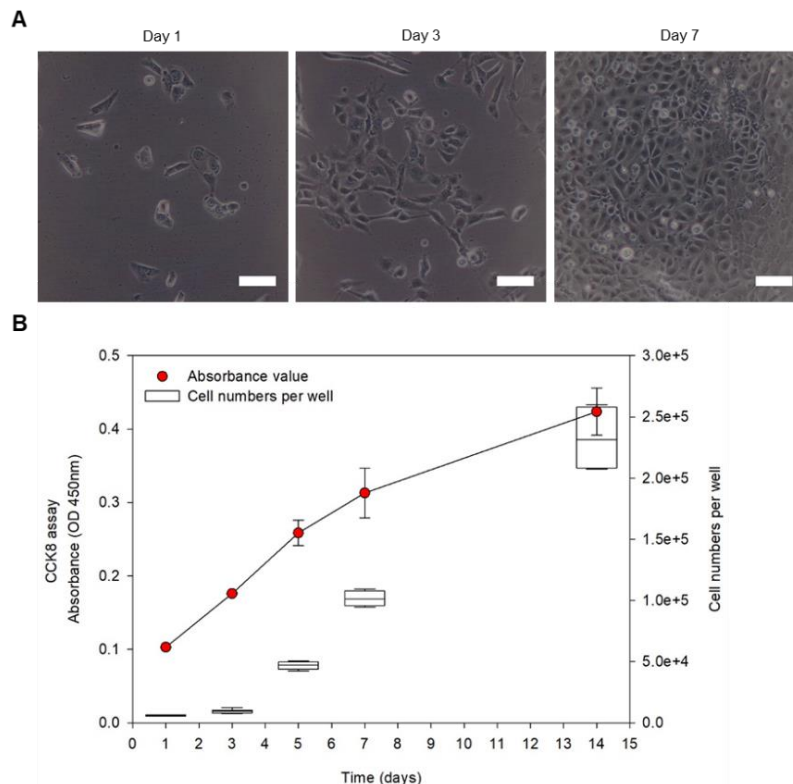 A
Day 1 Day 3 Day 7
B
Absorbance value
Cell numbers per well
CCK8 assay
Absorbance (OD 450nm)
0.5
0.4
0.3
0.2
0.1
0.0
3.0e+5
2.5e+5
2.0e+5
1.5e+5
1.0e+5
5.0e+4
0.0
Cell numbers per well
0 1 2 3 4 5 6 7 8 9 10 11 12 13 14 15
Time (days)